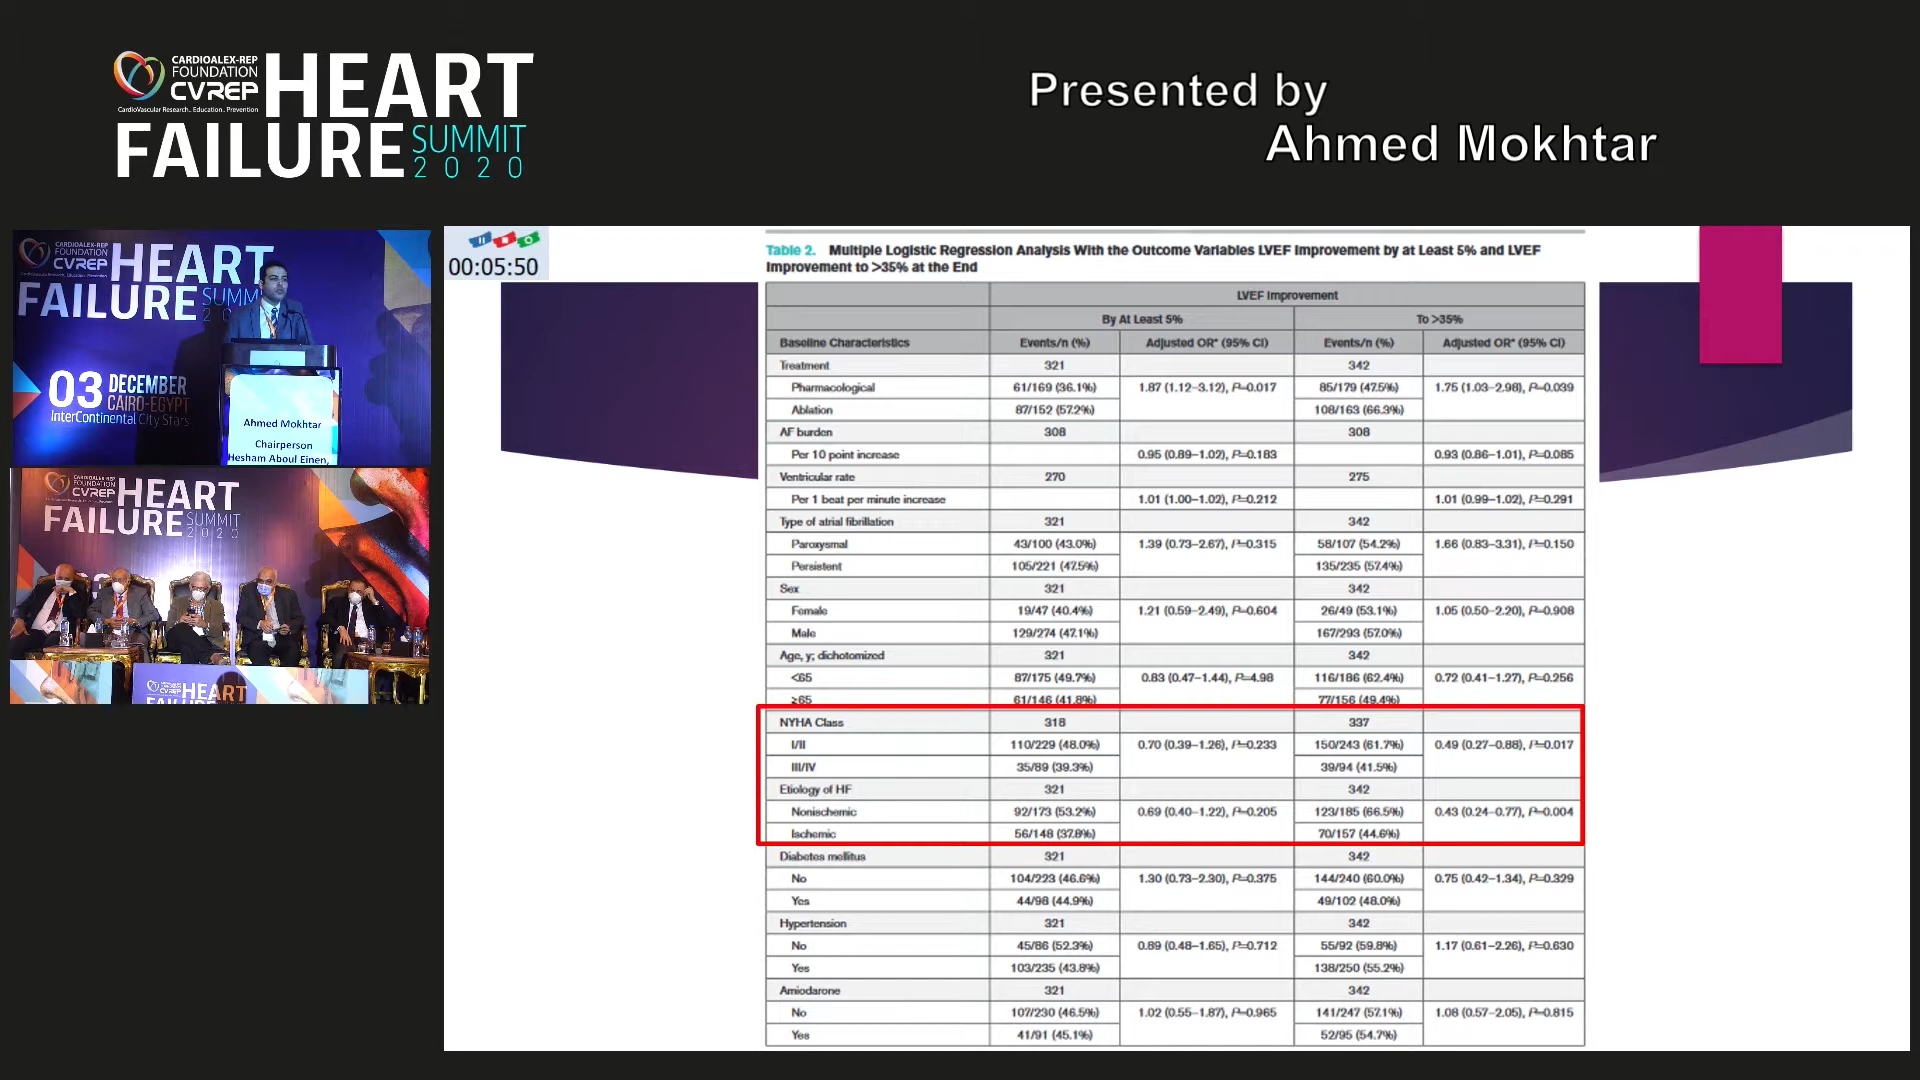 CARDIOALEX-REP
FOUNDATION
CVREP
CardioVascular Research. Education. Prevention
HEART
FAILURE SUMMIT
2020
Presented by
Ahmed Mokhtar
CARDIOALEX-REP
FOUNDATION
CVREP
HEART
FAILURE SUMM
03 DECEMBER
CAIRO-EGYPT
InterContinental City Stars
Ahmed Mokhtar
Chairperson
Hesham Aboul Einen,
CARDIOALEX-REP
FOUNDATION
CVREP
HEART
FAILURE SUMMIT
2020
CVREP HEART
00:05:50
Table 2. Multiple Logistic Regression Analysis With the Outcome Variables LVEF Improvement by at Least 5% and LVEF
Improvement to >35% at the End
LVEF Improvement
By At Least 5% To >35%
Baseline Characteristics Events/n (%) Adjusted OR* (95% CI) Events/n (%) Adjusted OR* (95% CI)
Treatment 321 342
Pharmacological 61/169 (36.1%) 1.87 (1.12–3.12), P=0.017 85/179 (47.5%) 1.75 (1.03–2.98), P=0.039
Ablation 87/152 (57.2%) 108/163 (66.3%)
AF burden 308 308
Per 10 point increase 0.95 (0.89–1.02), P=0.183 0.93 (0.86–1.01), P=0.085
Ventricular rate 270 275
Per 1 beat per minute increase 1.01 (1.00–1.02), P=0.212 1.01 (0.99–1.02), P=0.291
Type of atrial fibrillation 321 342
Paroxysmal 43/100 (43.0%) 1.39 (0.73–2.67), P=0.315 58/107 (54.2%) 1.66 (0.83–3.31), P=0.150
Persistent 105/221 (47.5%) 135/235 (57.4%)
Sex 321 342
Female 19/47 (40.4%) 1.21 (0.59–2.49), P=0.604 26/49 (53.1%) 1.05 (0.50–2.20), P=0.908
Male 129/274 (47.1%) 167/293 (57.0%)
Age, y; dichotomized 321 342
<65 87/175 (49.7%) 0.83 (0.47–1.44), P=4.98 116/186 (62.4%) 0.72 (0.41–1.27), P=0.256
≥65 61/146 (41.8%) 77/156 (49.4%)
NYHA Class 318 337
I/II 110/229 (48.0%) 0.70 (0.39–1.26), P=0.233 150/243 (61.7%) 0.49 (0.27–0.88), P=0.017
III/IV 35/89 (39.3%) 39/94 (41.5%)
Etiology of HF 321 342
Nonischemic 92/173 (53.2%) 0.69 (0.40–1.22), P=0.205 123/185 (66.5%) 0.43 (0.24–0.77), P=0.004
Ischemic 56/148 (37.8%) 70/157 (44.6%)
Diabetes mellitus 321 342
No 104/223 (46.6%) 1.30 (0.73–2.30), P=0.375 144/240 (60.0%) 0.75 (0.42–1.34), P=0.329
Yes 44/98 (44.9%) 49/102 (48.0%)
Hypertension 321 342
No 45/86 (52.3%) 0.89 (0.48–1.65), P=0.712 55/92 (59.8%) 1.17 (0.61–2.26), P=0.630
Yes 103/235 (43.8%) 138/250 (55.2%)
Amiodarone 321 342
No 107/230 (46.5%) 1.02 (0.55–1.87), P=0.965 141/247 (57.1%) 1.08 (0.57–2.05), P=0.815
Yes 41/91 (45.1%) 52/95 (54.7%)